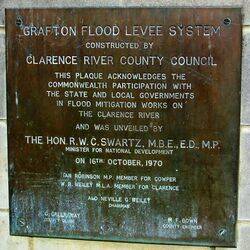 GRAFTON FLOOD LEVEE SYSTEM
CONSTRUCTED BY
CLARENCE RIVER COUNTY COUNCIL
THIS PLAQUE ACKNOWLEDGES THE
COMMONWEALTH PARTICIPATION WITH
THE STATE AND LOCAL GOVERNMENTS
IN FLOOD MITIGATION WORKS ON
THE CLARENCE RIVER
AND WAS UNVEILED BY
THE HON. R.W.C. SWARTZ, M.B.E., E.D., M.P.
MINISTER FOR NATIONAL DEVELOPMENT
ON 16TH OCTOBER, 1970
IAN ROBINSON M.P. MEMBER FOR COWPER
W. R. WEILEY M.L.A. MEMBER FOR CLARENCE
NEVILLE G WEILEY
CHAIRMAN
COUNTY CLERK
COUNTY ENGINEER